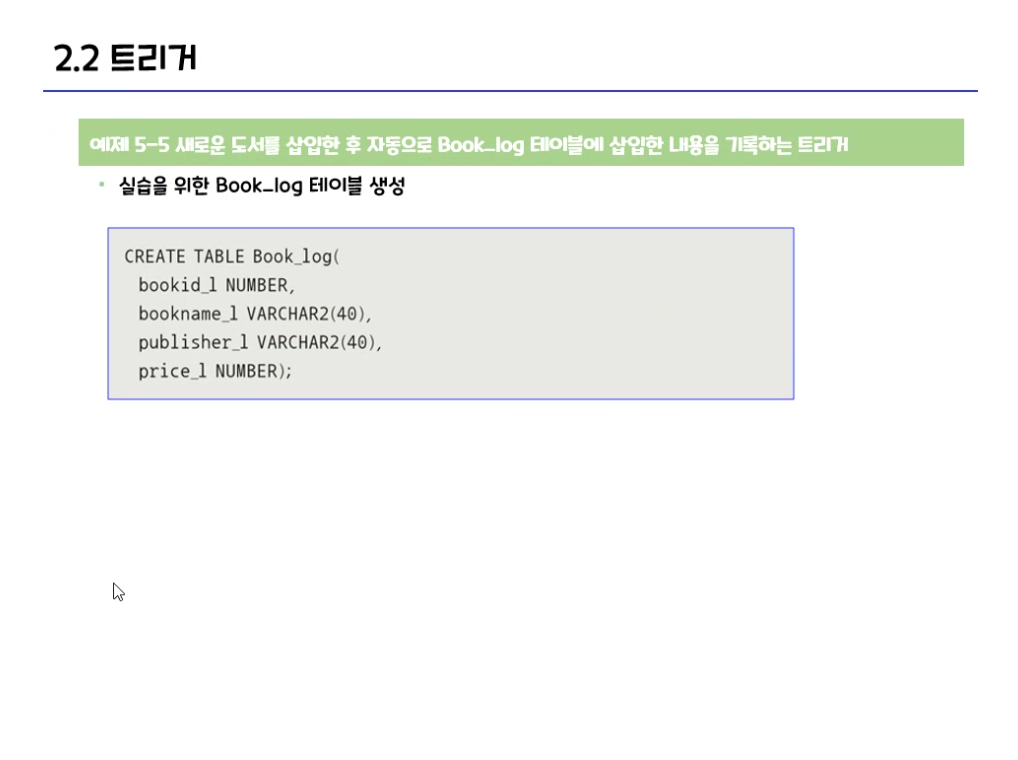 2.2 트리거
예제 5-5 새로운 도서를 삽입한 후 자동으로 Book_log 테이블에 삽입한 내용을 기록하는 트리거
• 실습을 위한 Book_log 테이블 생성
CREATE TABLE Book_log(
bookid_l NUMBER,
bookname_l VARCHAR2(40),
publisher_l VARCHAR2(40),
price_l NUMBER);